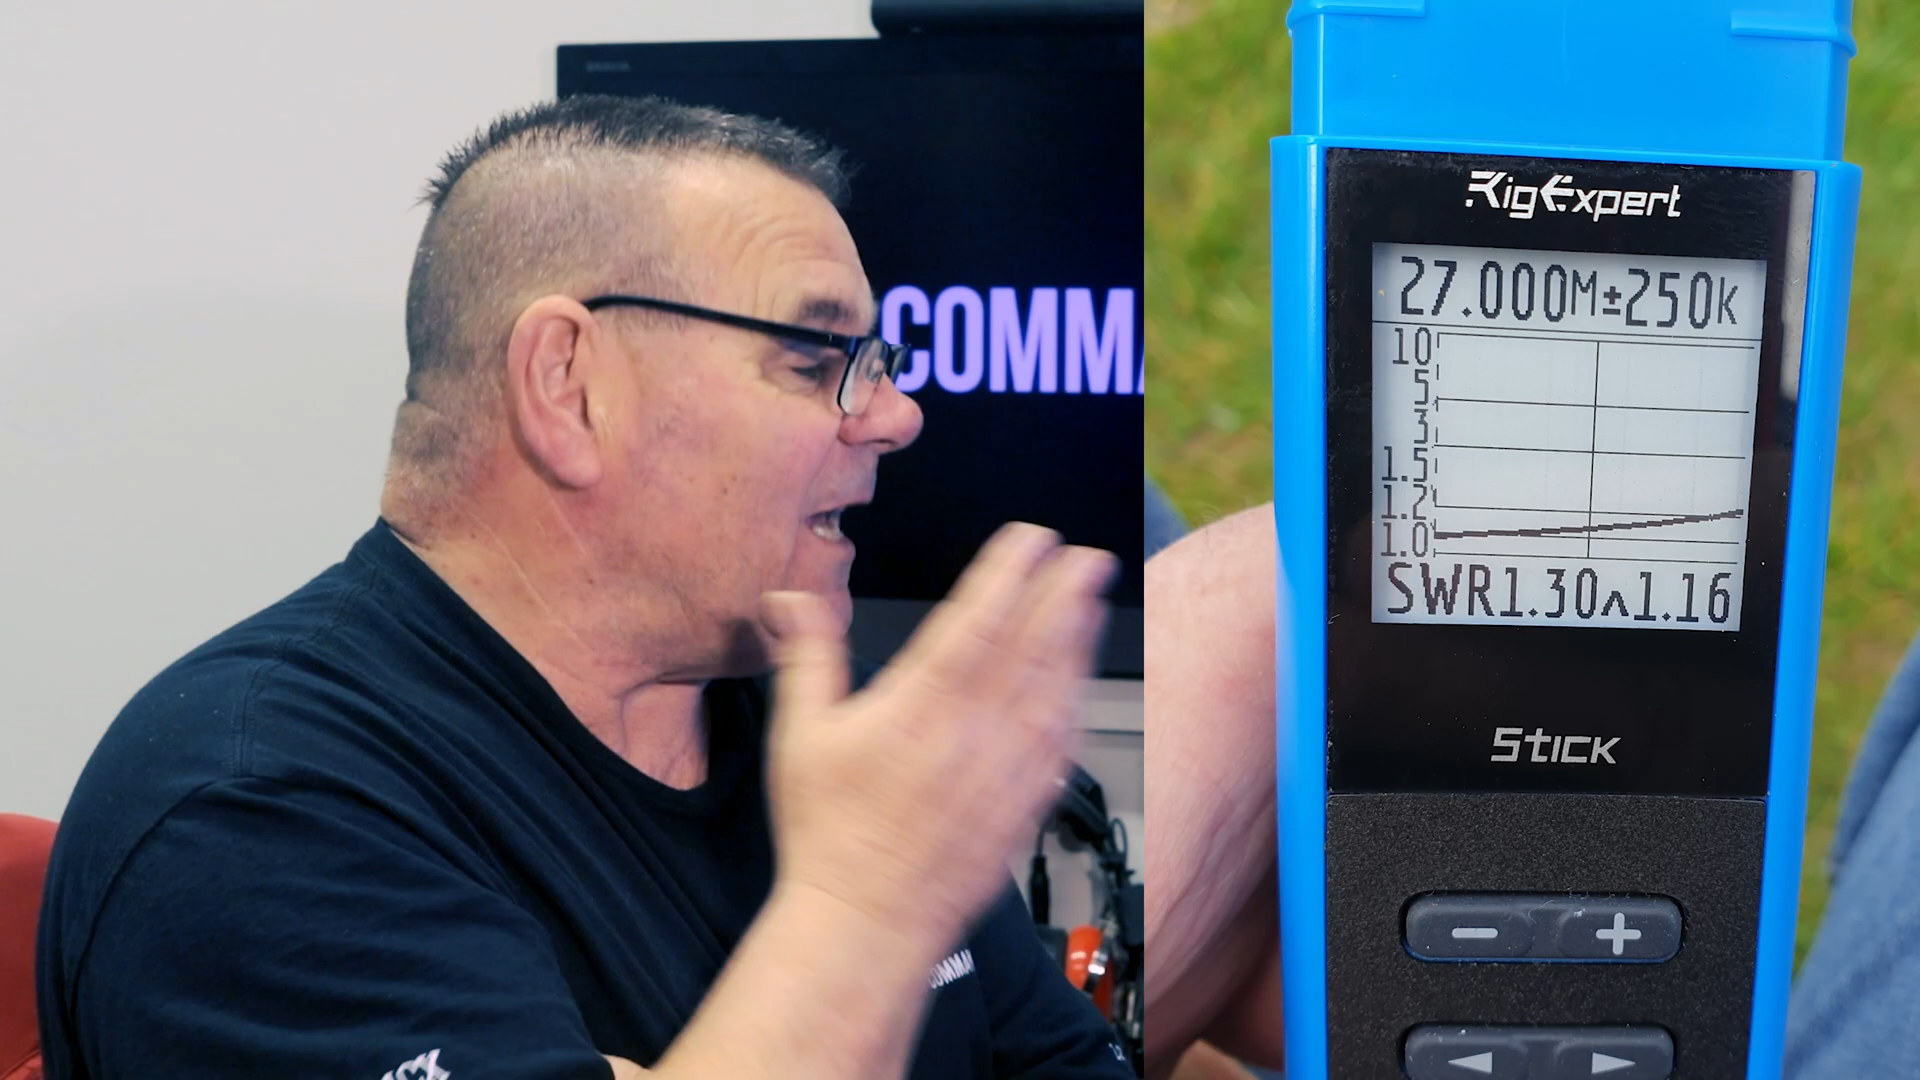 COMMA
COMMA
RigExpert
27.000M±250K
10
5
3
1.5
1.2
1.0
SWR1.30^1.16
Stick
- +